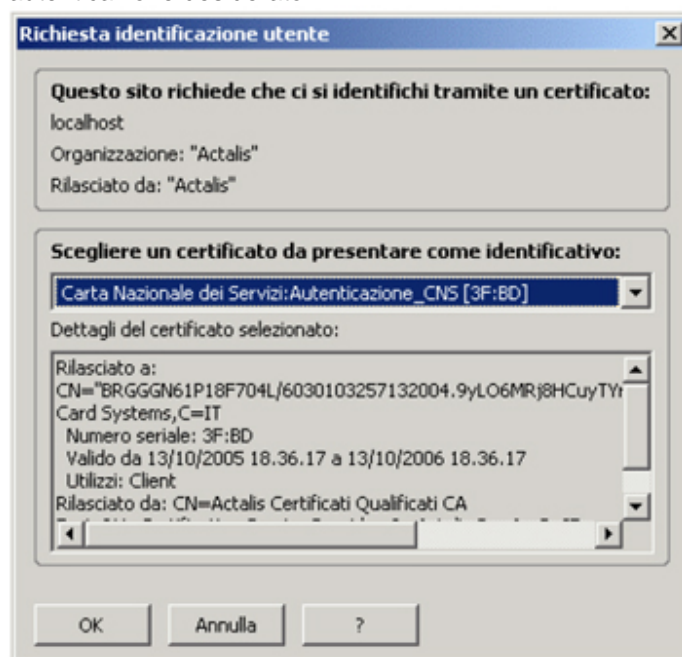 Richiesta identificazione utente
Questo sito richiede che ci si identifichi tramite un certificato:
localhost
Organizzazione: "Actalis"
Rilasciato da: "Actalis"
Scegliere un certificato da presentare come identificativo:
Carta Nazionale dei Servizi:Autenticazione_CNS [3F:BD]
Dettagli del certificato selezionato:
Rilasciato a:
CN="BRGGGN61P18F704L/6030103257132004.9yLO6MRj8HCuyTYr
Card Systems,C=IT
Numero seriale: 3F:BD
Valido da 13/10/2005 18.36.17 a 13/10/2006 18.36.17
Utilizzi: Client
Rilasciato da: CN=Actalis Certificati Qualificati CA
OK
Annulla
?